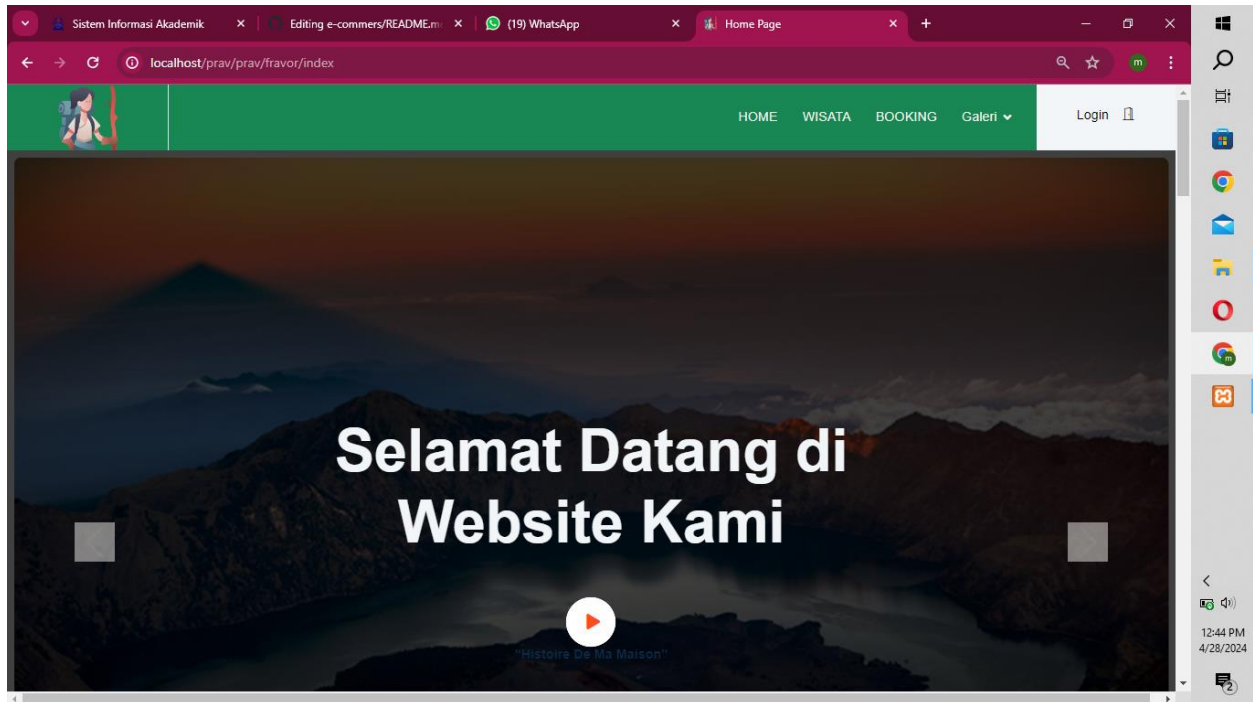 Sistem Informasi Akademik
Editing e-commers/README.m
(19) WhatsApp
Home Page
localhost/prav/prav/fravor/index
m
HOME WISATA BOOKING Galeri
Login
Selamat Datang di
Website Kami
"Histoire De Ma Maison"
12:44 PM
4/28/2024
2